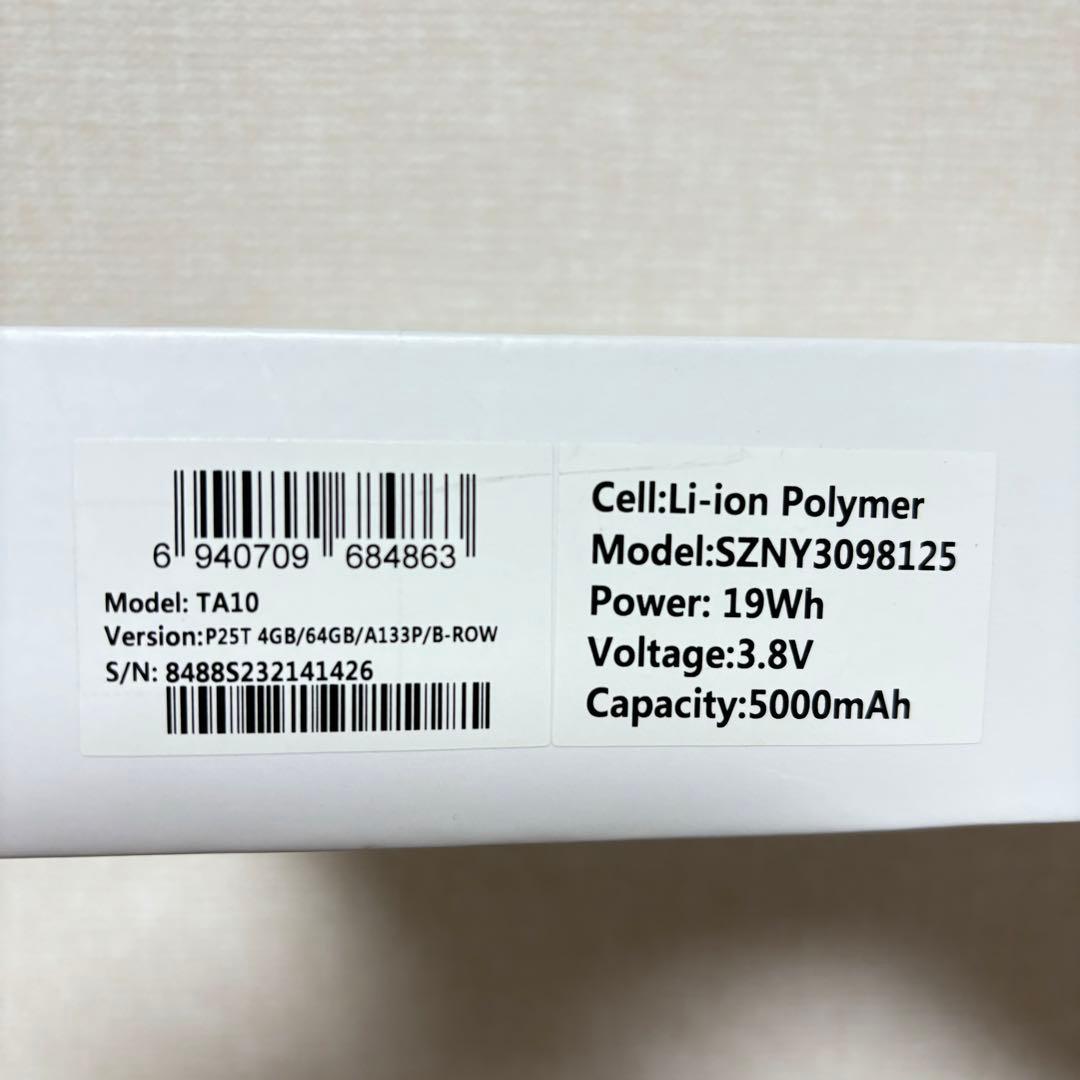 6 940709 684863
Model: TA10
Version:P25T 4GB/64GB/A133P/B-ROW
S/N: 8488S232141426
Cell:Li-ion Polymer
Model:SZNY3098125
Power: 19Wh
Voltage:3.8V
Capacity:5000mAh